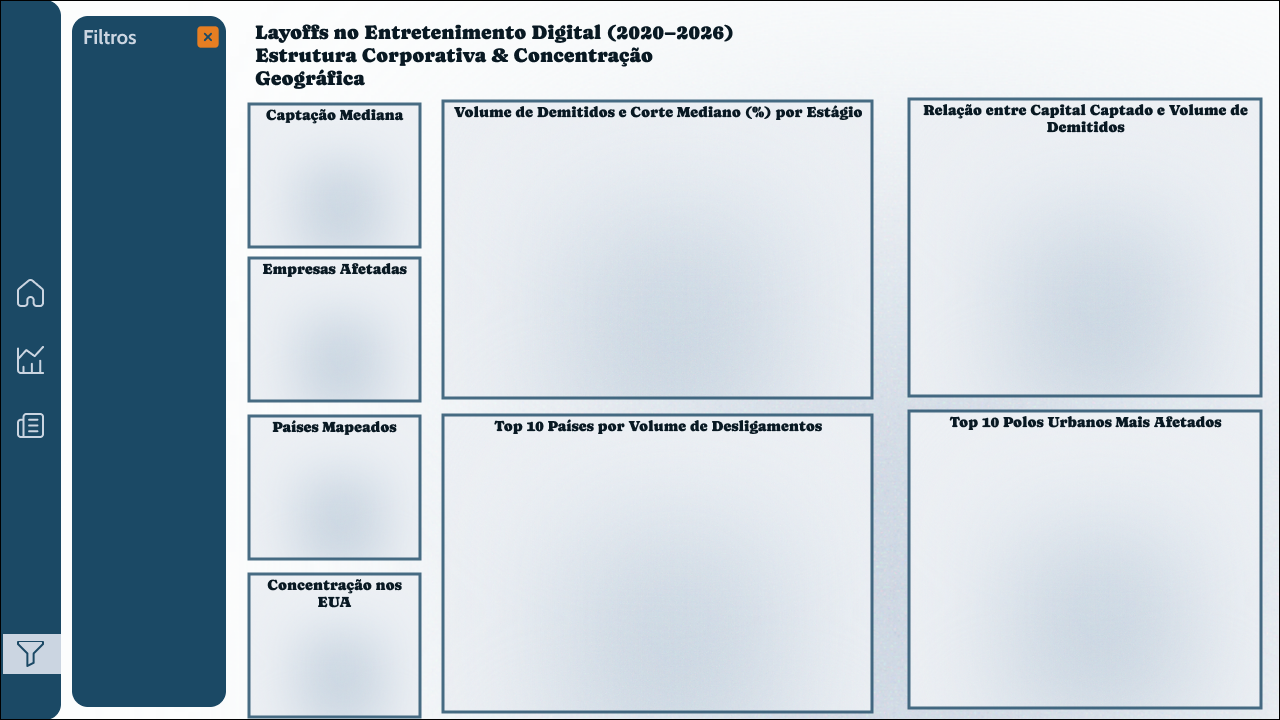 Filtros
Layoffs no Entretenimento Digital (2020–2026)
Estrutura Corporativa & Concentração
Geográfica
Captação Mediana
Volume de Demitidos e Corte Mediano (%) por Estágio
Relação entre Capital Captado e Volume de
Demitidos
Empresas Afetadas
Países Mapeados
Top 10 Países por Volume de Desligamentos
Top 10 Polos Urbanos Mais Afetados
Concentração nos
EUA